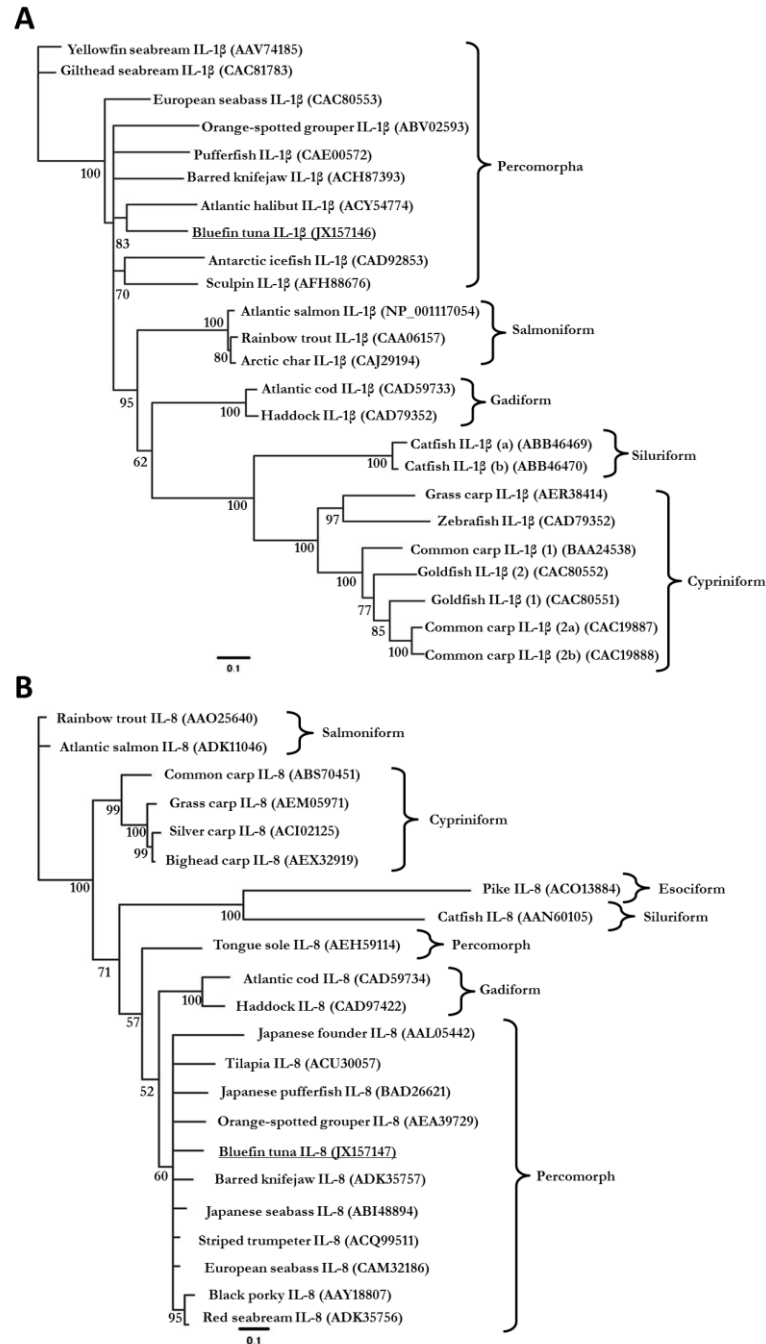 A
Yellowfin seabream IL-1β (AAV74185)
Gilthead seabream IL-1β (CAC81783)
European seabass IL-1β (CAC80553)
Orange-spotted grouper IL-1β (ABV02593)
Pufferfish IL-1β (CAE00572)
100
Percomorpha
Barred knifejaw IL-1β (ACH87393)
Atlantic halibut IL-1β (ACY54774)
Bluefin tuna IL-1β (JX157146)
83
Antarctic icefish IL-1β (CAD92853)
Sculpin IL-1β (AFH88676)
70
Atlantic salmon IL-1β (NP_001117054)
100
Rainbow trout IL-1β (CAA06157)
Salmoniform
80
Arctic char IL-1β (CAJ29194)
Atlantic cod IL-1β (CAD59733)
95
100
Gadiform
Haddock IL-1β (CAD79352)
Catfish IL-1β (a) (ABB46469)
62
100
Siluriform
Catfish IL-1β (b) (ABB46470)
Grass carp IL-1β (AER38414)
100
97
Zebrafish IL-1β (CAD79352)
100
Common carp IL-1β (1) (BAA24538)
Goldfish IL-1β (2) (CAC80552)
100
Cypriniform
Goldfish IL-1β (1) (CAC80551)
77
Common carp IL-1β (2a) (CAC19887)
85
100
Common carp IL-1β (2b) (CAC19888)
0.1
B
Rainbow trout IL-8 (AAO25640)
Salmoniform
Atlantic salmon IL-8 (ADK11046)
Common carp IL-8 (ABS70451)
Grass carp IL-8 (AEM05971)
99
Cypriniform
100
Silver carp IL-8 (ACI02125)
99
Bighead carp IL-8 (AEX32919)
100
Pike IL-8 (ACO13884)
Esociform
100
Catfish IL-8 (AAN60105)
Siluriform
Tongue sole IL-8 (AEH59114)
Percomorph
71
Atlantic cod IL-8 (CAD59734)
Gadiform
100
Haddock IL-8 (CAD97422)
57
Japanese founder IL-8 (AAL05442)
Tilapia IL-8 (ACU30057)
52
Japanese pufferfish IL-8 (BAD26621)
Orange-spotted grouper IL-8 (AEA39729)
Bluefin tuna IL-8 (JX157147)
60
Barred knifejaw IL-8 (ADK35757)
Percomorph
Japanese seabass IL-8 (ABI48894)
Striped trumpeter IL-8 (ACQ99511)
European seabass IL-8 (CAM32186)
Black porky IL-8 (AAY18807)
95
Red seabream IL-8 (ADK35756)
0.1